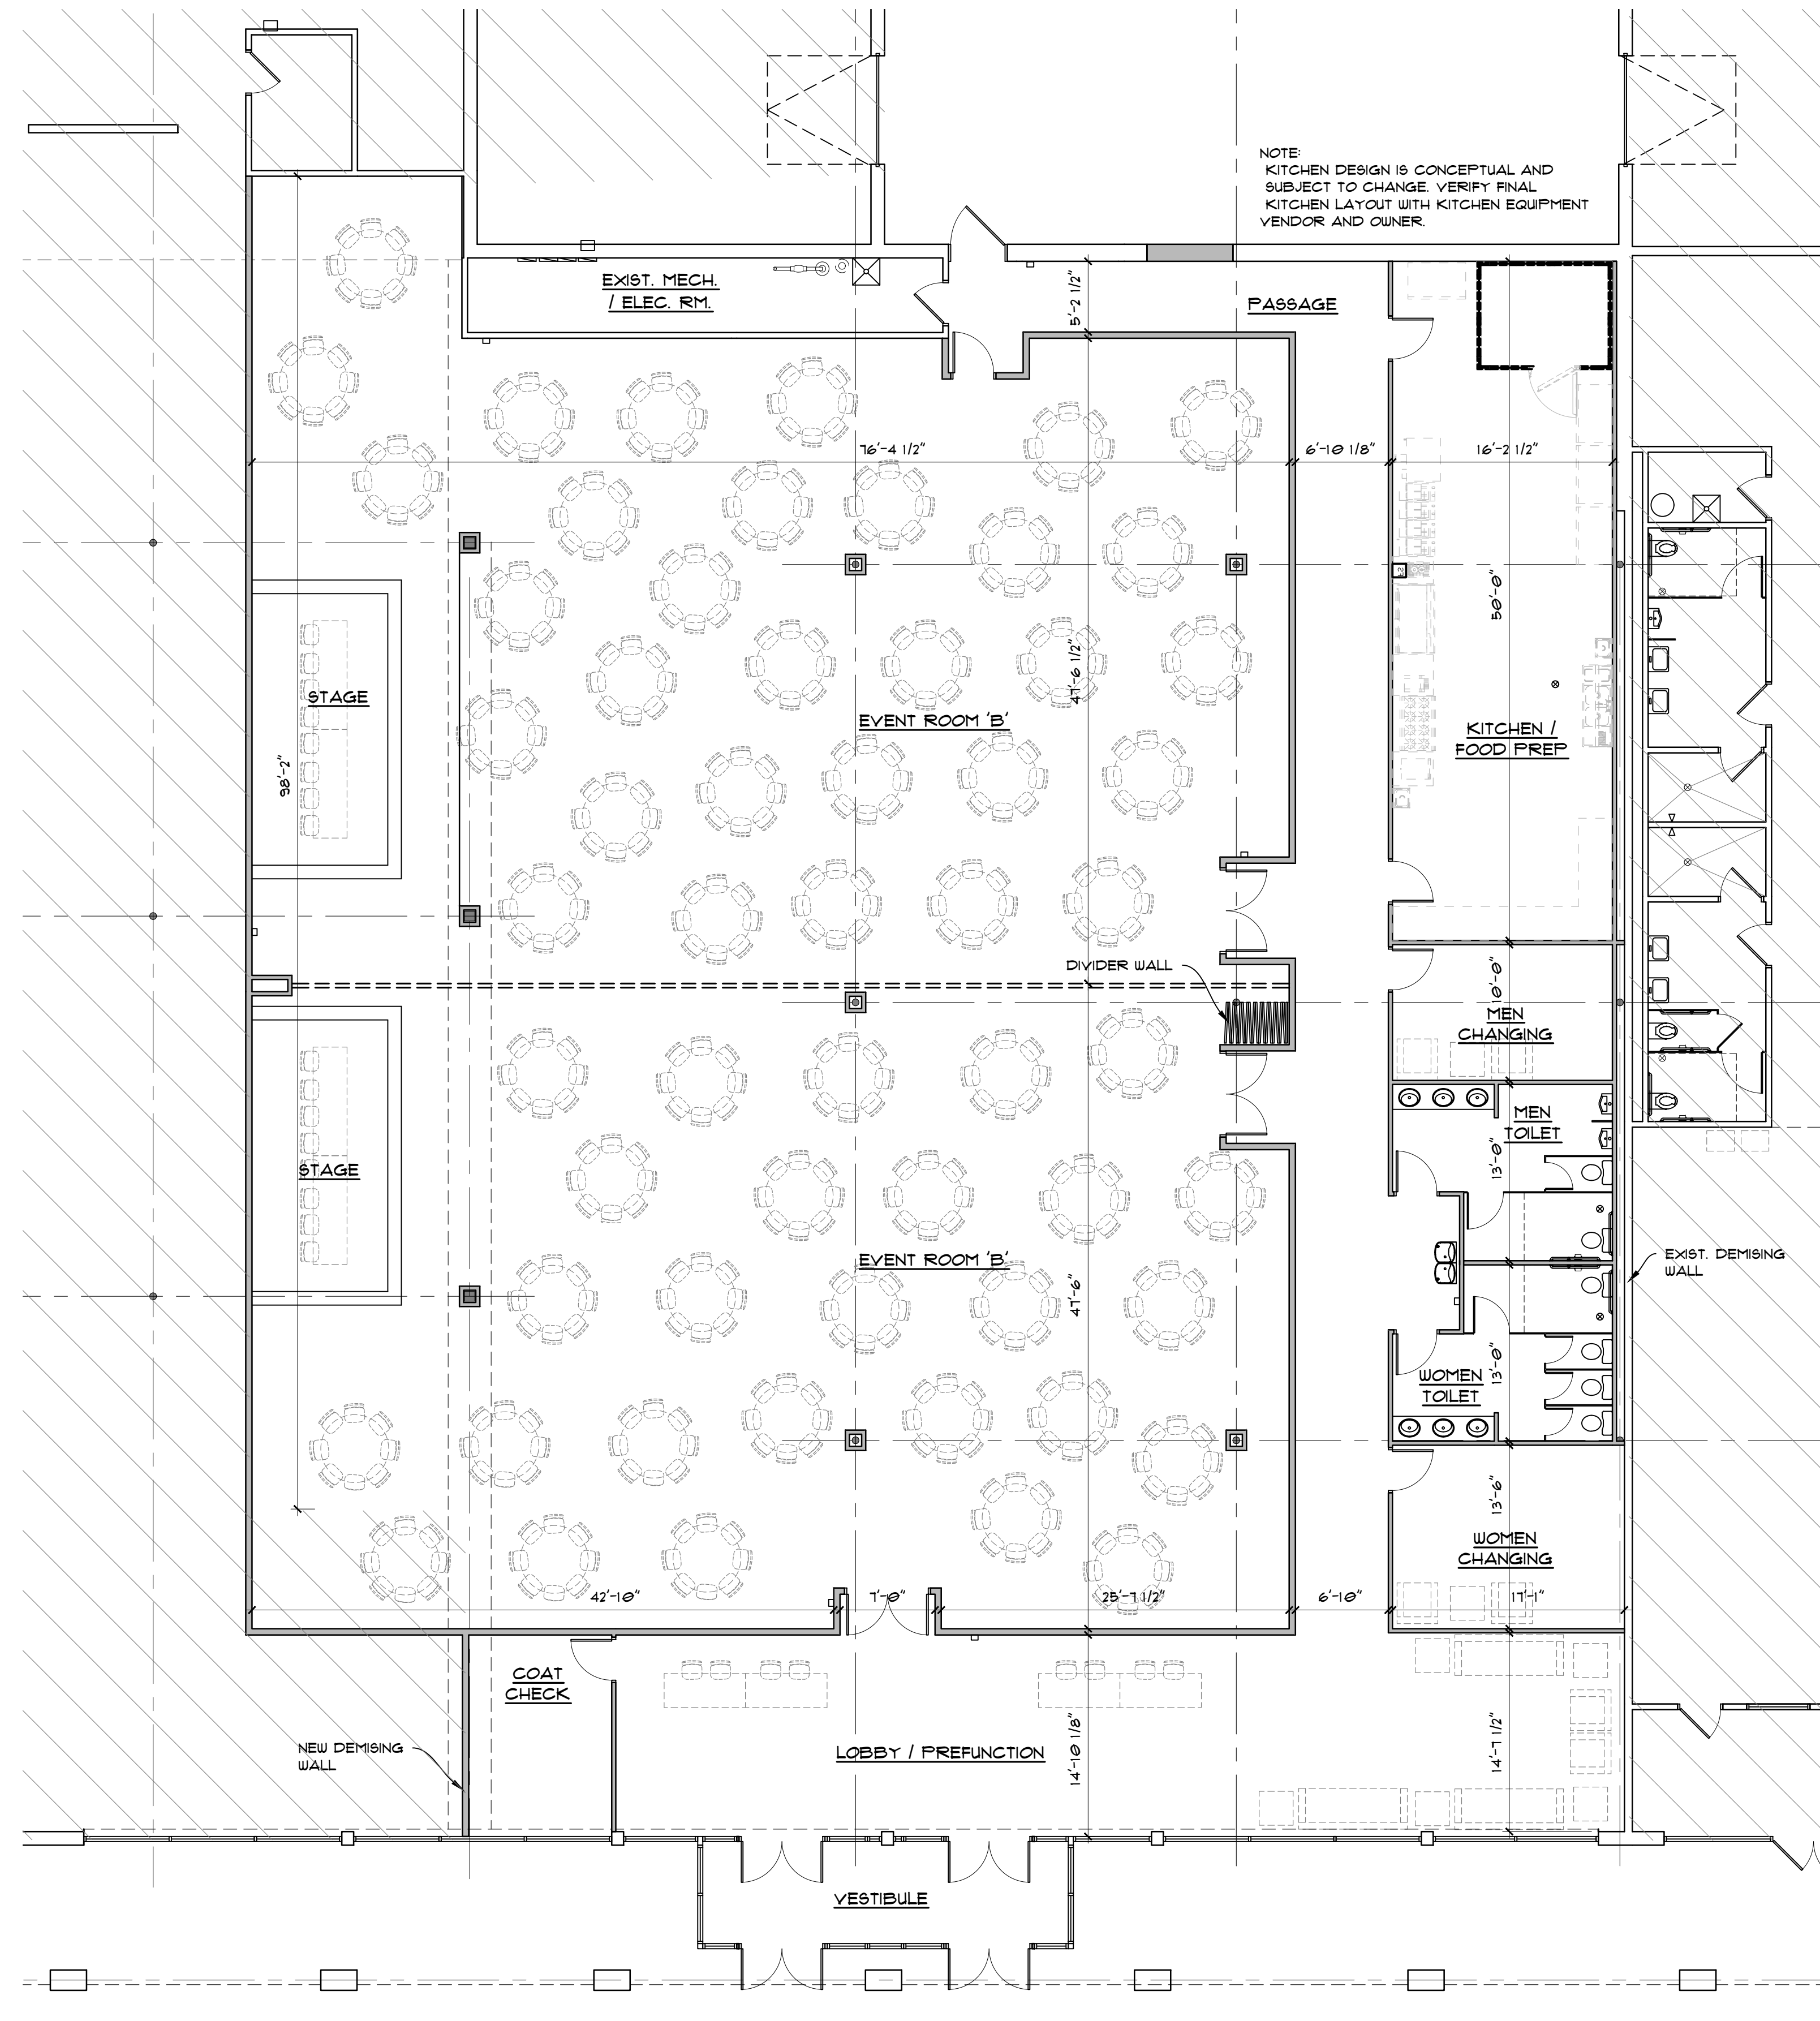 NOTE:
KITCHEN DESIGN IS CONCEPTUAL AND
SUBJECT TO CHANGE. VERIFY FINAL
KITCHEN LAYOUT WITH KITCHEN EQUIPMENT
VENDOR AND OWNER.
EXIST. MECH.
/ ELEC. RM.
5'-2 1/2"
PASSAGE
76'-4 1/2"
6'-10 1/8"
16'-2 1/2"
50'-0"
47'-6 1/2"
STAGE
EVENT ROOM 'B'
KITCHEN /
FOOD PREP
98'-2"
DIVIDER WALL
10'-0"
MEN
CHANGING
MEN
TOILET
13'-0"
STAGE
EVENT ROOM 'B'
EXIST. DEMISING
WALL
47'-6"
WOMEN
TOILET
13'-0"
13'-6"
WOMEN
CHANGING
42'-10"
7'-0"
25'-7 1/2"
6'-10"
17'-1"
COAT
CHECK
NEW DEMISING
WALL
LOBBY / PREFUNCTION
14'-10 1/8"
14'-7 1/2"
VESTIBULE